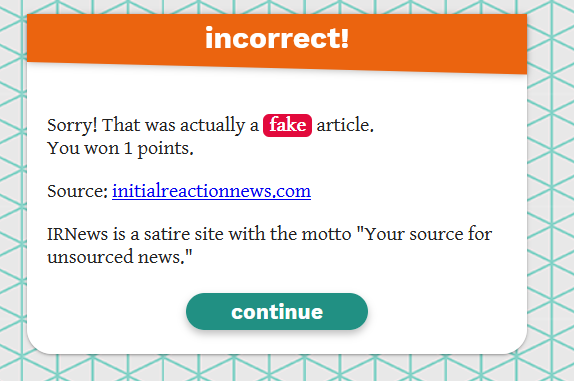 incorrect!
Sorry! That was actually a fake article.
You won 1 points.
Source: initialreactionnews.com
IRNews is a satire site with the motto "Your source for
unsourced news."
continue